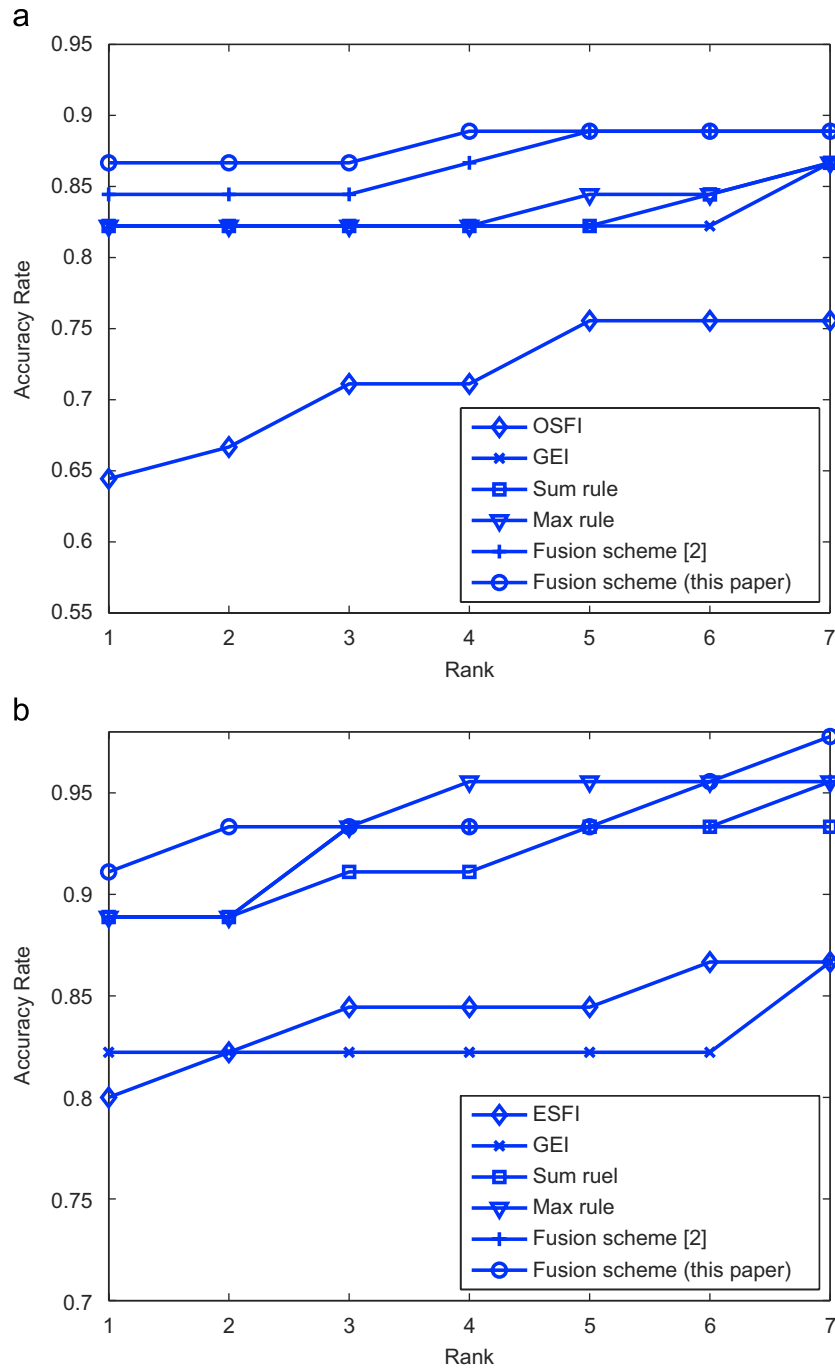 a
0.95
0.9
0.85
0.8
0.75
0.7
0.65
0.6
0.55
Accuracy Rate
OSFI
GEI
Sum rule
Max rule
Fusion scheme [2]
Fusion scheme (this paper)
1 2 3 4 5 6 7
Rank
b
0.95
0.9
0.85
0.8
0.75
0.7
Accuracy Rate
ESFI
GEI
Sum ruel
Max rule
Fusion scheme [2]
Fusion scheme (this paper)
1 2 3 4 5 6 7
Rank